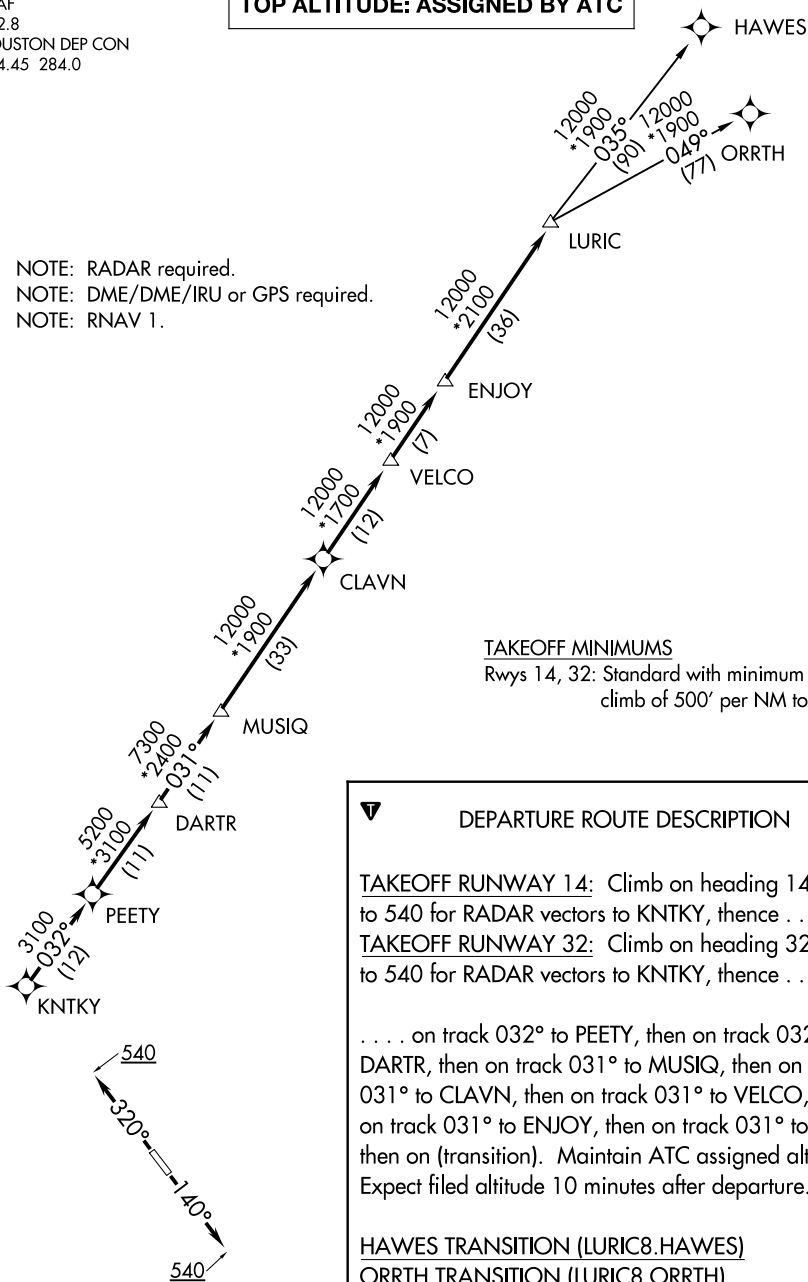 TOP ALTITUDE: ASSIGNED BY ATC
2.8
DEP CON
284.0
HAWES
12000
*1900
035°
(90)
12000
*1900
049°
(77)
ORRTH
LURIC
NOTE: RADAR required.
NOTE: DME/DME/IRU or GPS required.
NOTE: RNAV 1.
12000
*2100
(36)
ENJOY
12000
*1900
(7)
VELCO
12000
*1700
(12)
CLAVN
12000
*1900
(33)
TAKEOFF MINIMUMS
Rwys 14, 32: Standard with minimum
climb of 500' per NM to
MUSIQ
7300
*2400
031°
(11)
DARTR
5200
*3100
(11)
PEETY
3100
032°
(12)
KNTKY
T
DEPARTURE ROUTE DESCRIPTION
TAKEOFF RUNWAY 14: Climb on heading 14
to 540 for RADAR vectors to KNTKY, thence . .
TAKEOFF RUNWAY 32: Climb on heading 32
to 540 for RADAR vectors to KNTKY, thence . .
. . . . on track 032° to PEETY, then on track 032
DARTR, then on track 031° to MUSIQ, then on
031° to CLAVN, then on track 031° to VELCO,
on track 031° to ENJOY, then on track 031° to
then on (transition). Maintain ATC assigned alt
Expect filed altitude 10 minutes after departure.
HAWES TRANSITION (LURIC8.HAWES)
ORRTH TRANSITION (LURIC8.ORRTH)
540
320°
140°
540